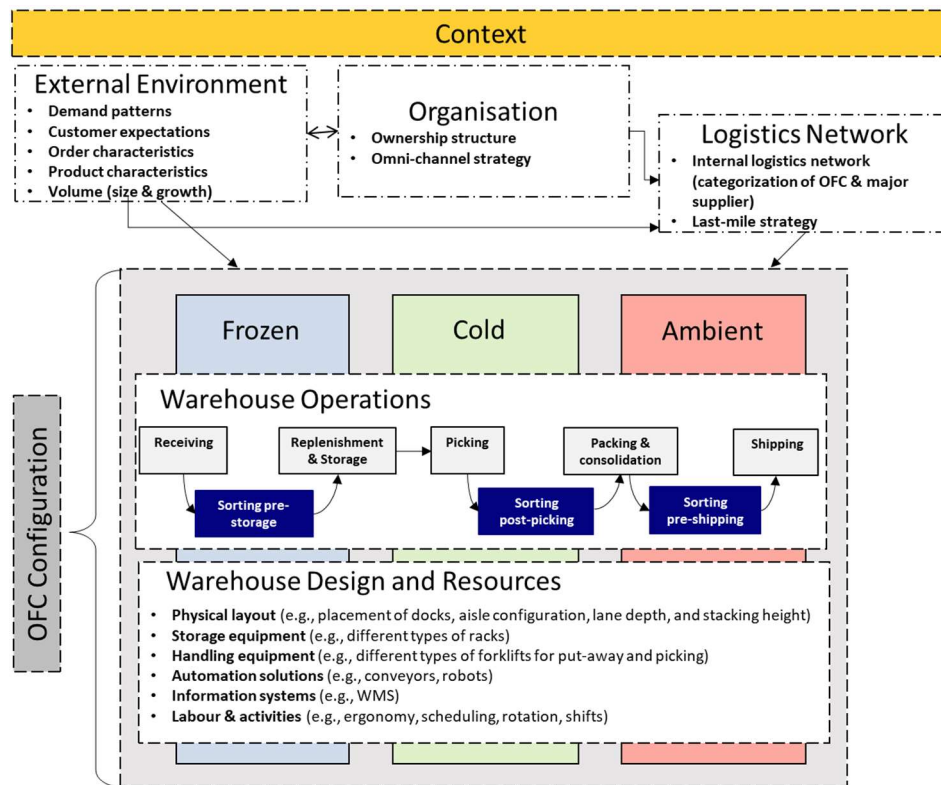 Context
External Environment
• Demand patterns
• Customer expectations
• Order characteristics
• Product characteristics
• Volume (size & growth)
Organisation
• Ownership structure
• Omni-channel strategy
Logistics Network
• Internal logistics network
(categorization of OFC & major
supplier)
• Last-mile strategy
OFC Configuration
Frozen
Cold
Ambient
Warehouse Operations
Receiving
Sorting pre-
storage
Replenishment
& Storage
Picking
Sorting
post-picking
Packing &
consolidation
Sorting
pre-shipping
Shipping
Warehouse Design and Resources
• Physical layout (e.g., placement of docks, aisle configuration, lane depth, and stacking height)
• Storage equipment (e.g., different types of racks)
• Handling equipment (e.g., different types of forklifts for put-away and picking)
• Automation solutions (e.g., conveyors, robots)
• Information systems (e.g., WMS)
• Labour & activities (e.g., ergonomy, scheduling, rotation, shifts)